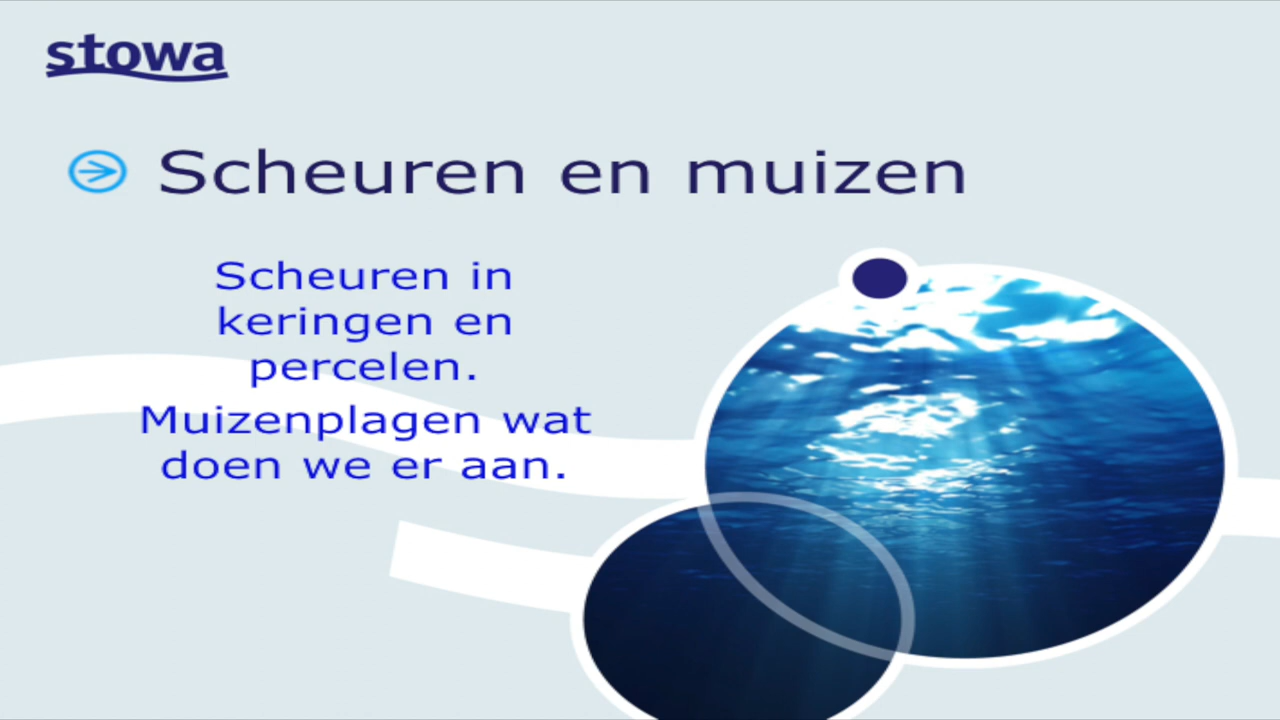 stowa
Scheuren en muizen
Scheuren in
keringen en
percelen.
Muizenplagen wat
doen we er aan.